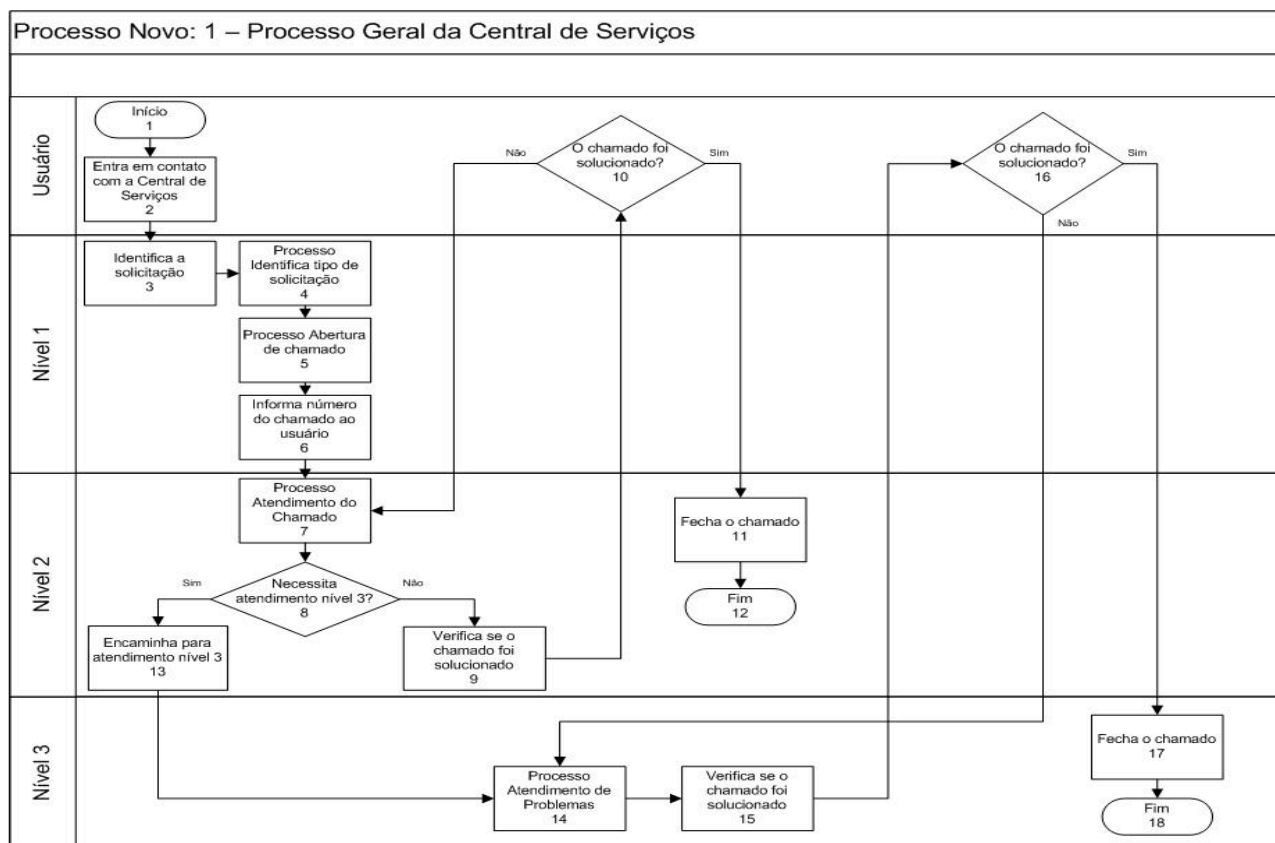 Processo Novo: 1 – Processo Geral da Central de Serviços
Usuário
Início
1
Entra em contato
com a Central de
Serviços
2
Não
O chamado foi
solucionado?
10
Sim
O chamado foi
solucionado?
16
Sim
Não
Nível 1
Identifica a
solicitação
3
Processo
Identifica tipo de
solicitação
4
Processo Abertura
de chamado
5
Informa número
do chamado ao
usuário
6
Nível 2
Processo
Atendimento do
Chamado
7
Sim
Necessita
atendimento nível 3?
8
Não
Encaminha para
atendimento nível 3
13
Verifica se o
chamado foi
solucionado
9
Fecha o chamado
11
Fim
12
Nível 3
Processo
Atendimento de
Problemas
14
Verifica se o
chamado foi
solucionado
15
Fecha o chamado
17
Fim
18